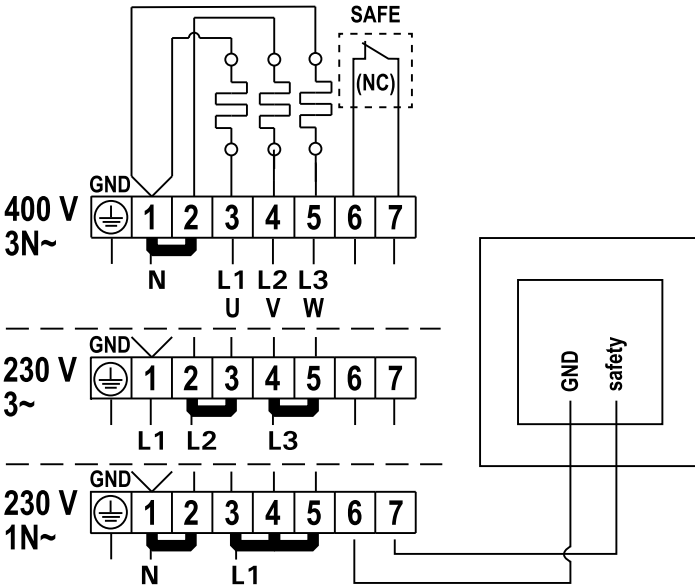 SAFE
(NC)
GND
400 V
3N~
1 2 3 4 5 6 7
N L1 L2 L3
U V W
GND
230 V
3~
1 2 3 4 5 6 7
L1 L2 L3
GND
230 V
1N~
1 2 3 4 5 6 7
N L1
GND
safety